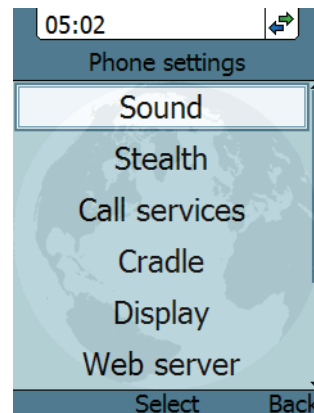 05:02
Phone settings
Sound
Stealth
Call services
Cradle
Display
Web server
Select Back